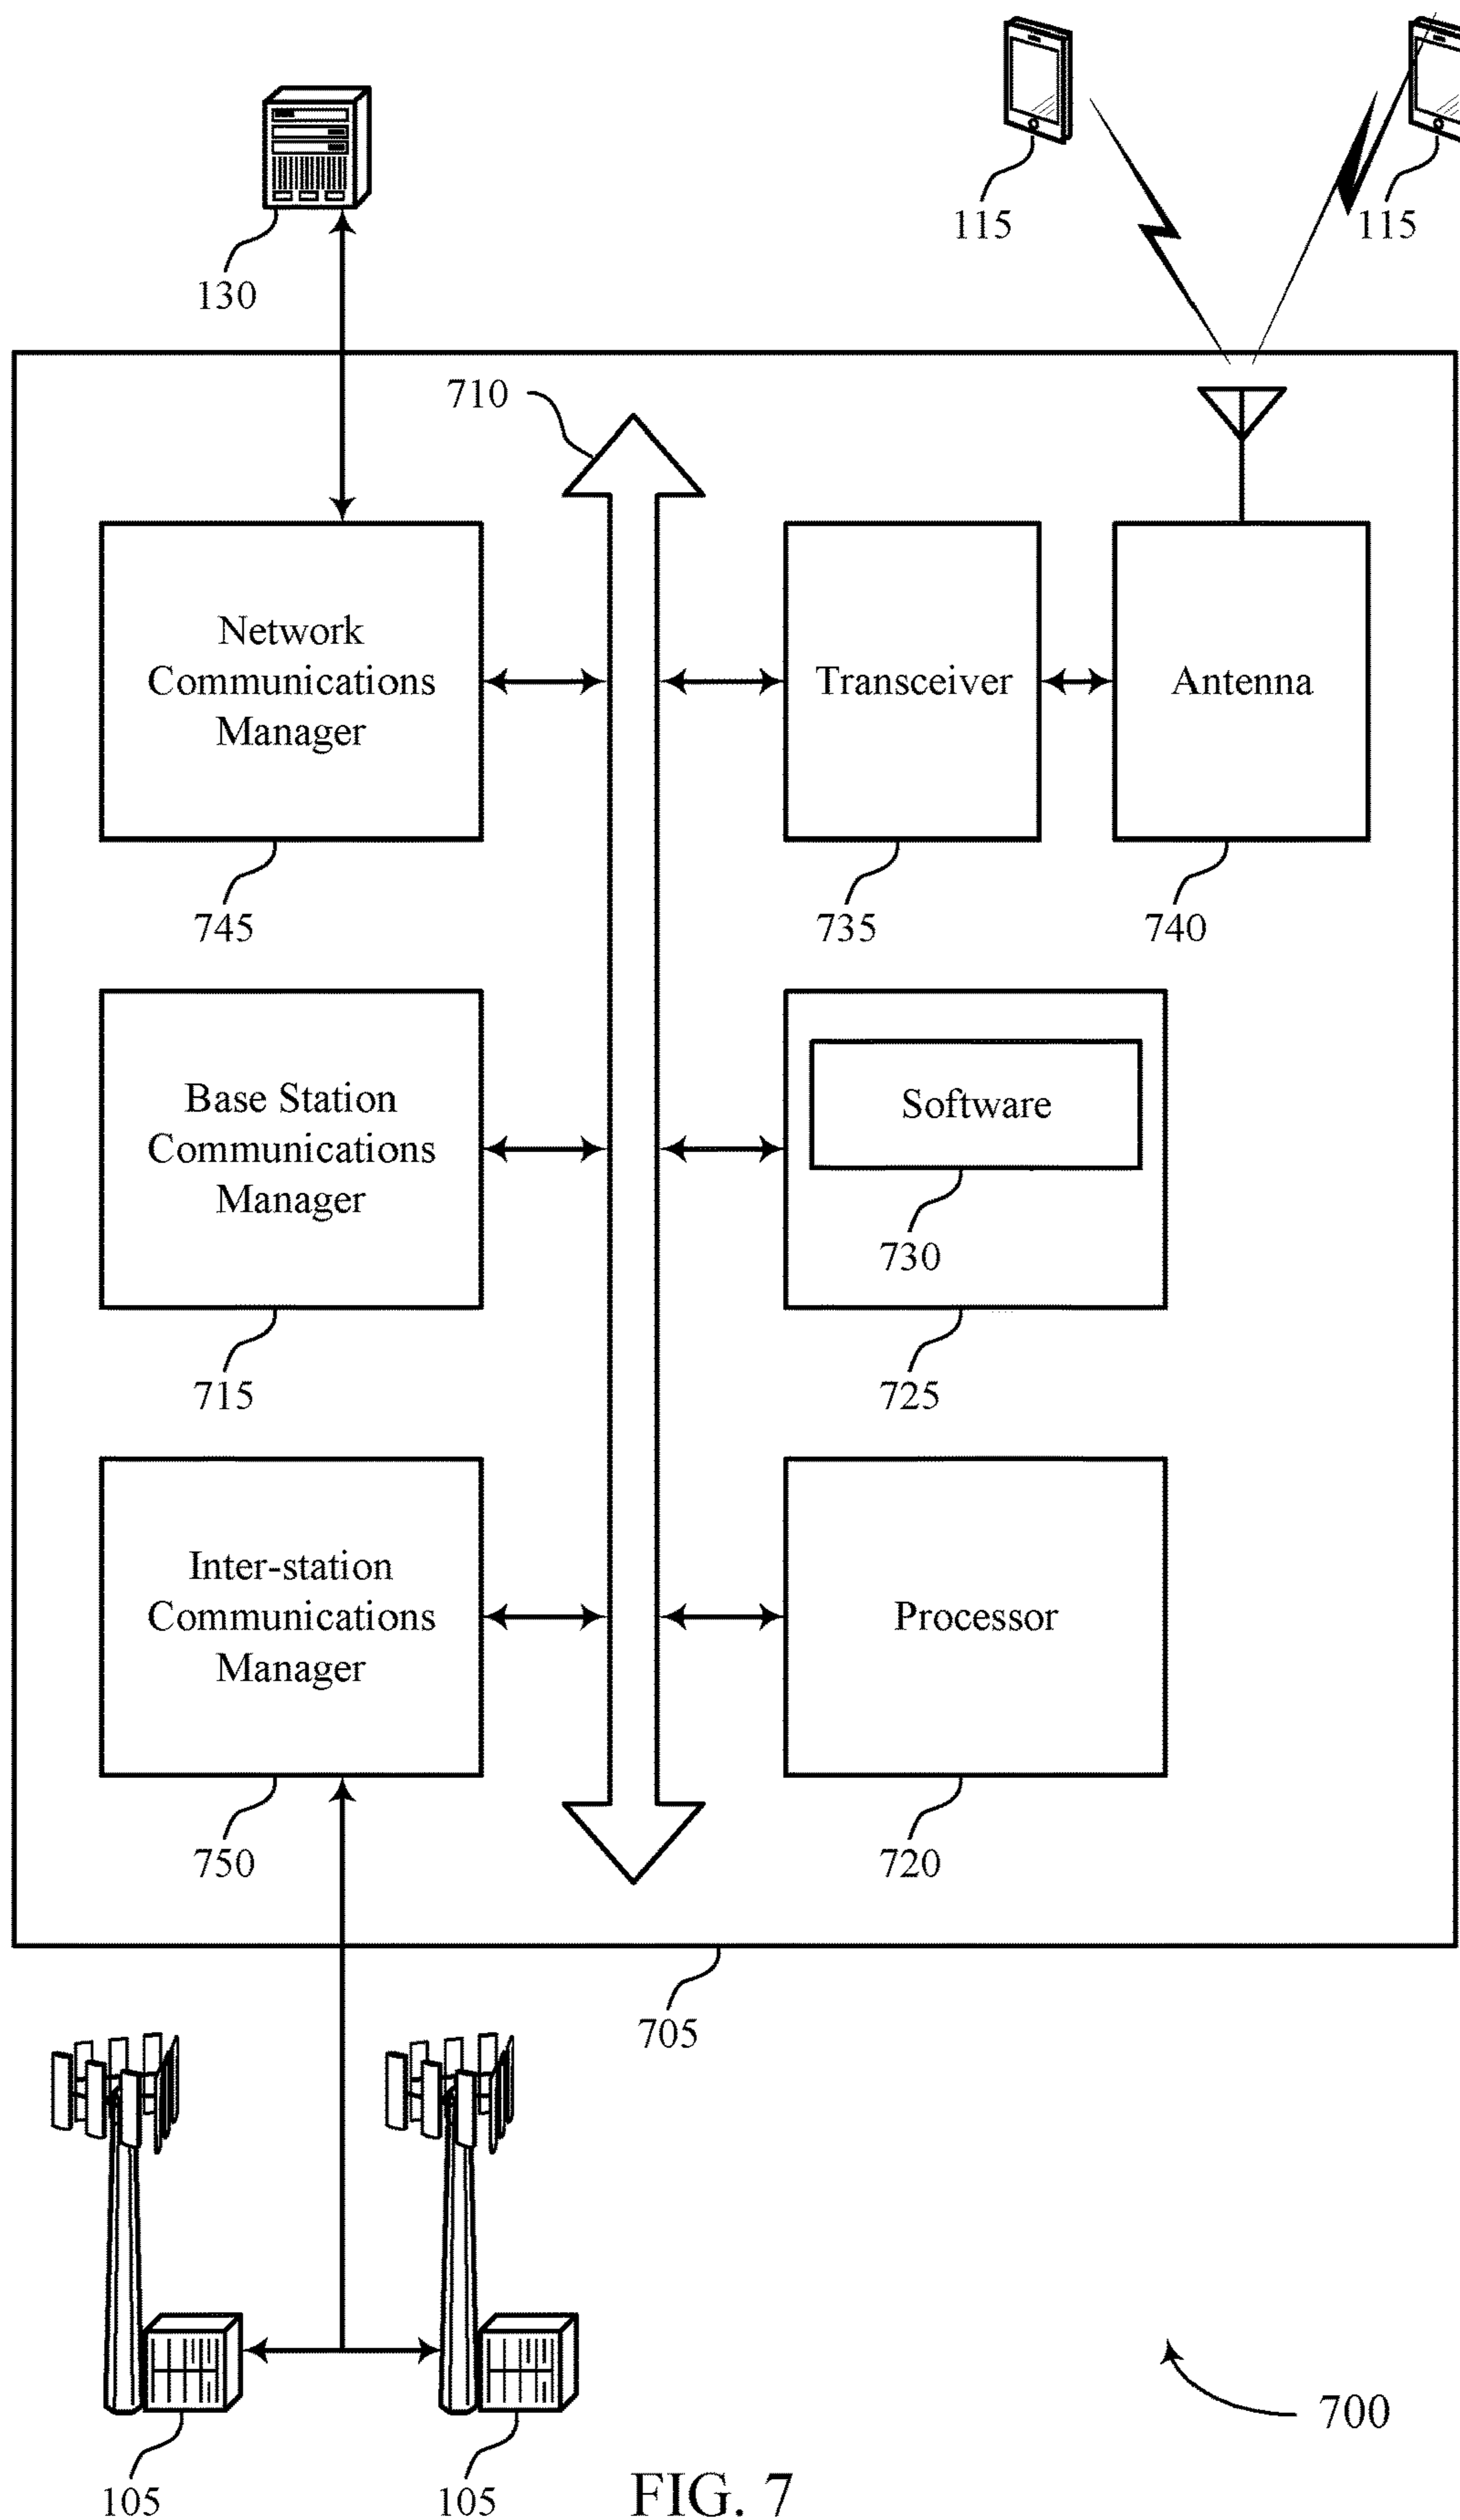 115
115
130
710
Network
Communications
Manager
Transceiver
Antenna
745
735
740
Base Station
Communications
Manager
Software
730
715
725
Inter-station
Communications
Manager
Processor
750
720
705
700
105
105
FIG. 7